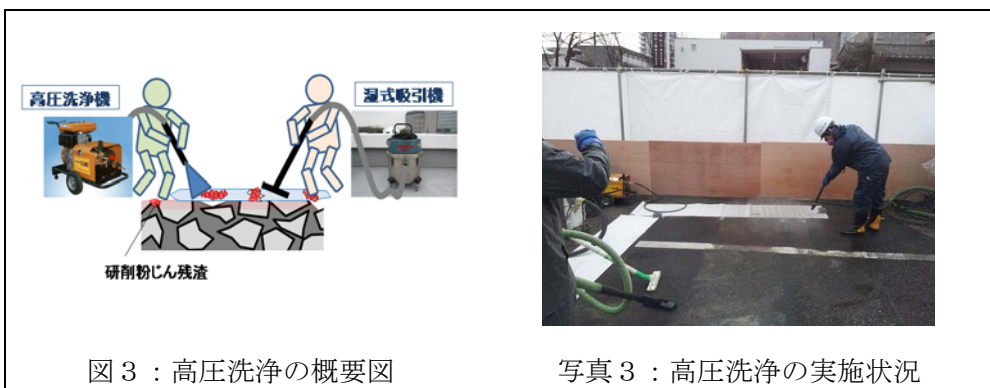 高圧洗浄機
湿式吸引機
研削粉じん残渣
図3：高圧洗浄の概要図
写真3：高圧洗浄の実施状況